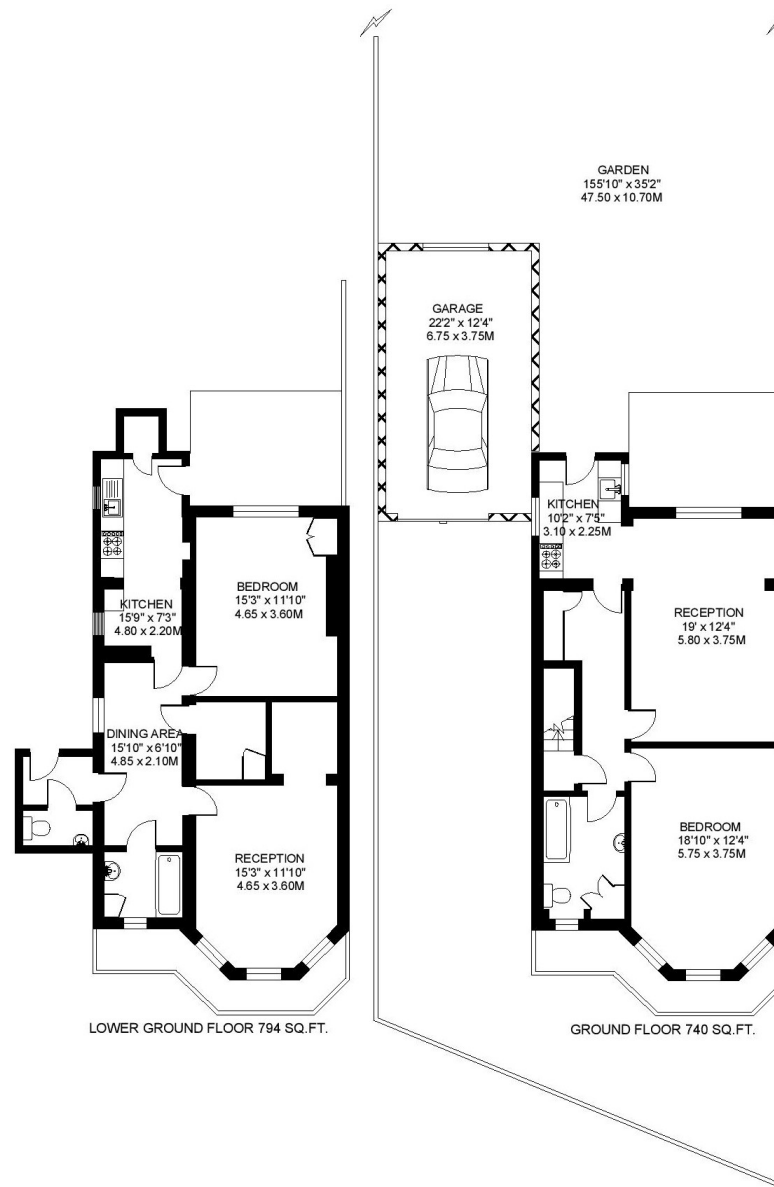 GARDEN
155'10" x 35'2"
47.50 x 10.70M
GARAGE
22'2" x 12'4"
6.75 x 3.75M
KITCHEN
15'9" x 7'3"
4.80 x 2.20M
BEDROOM
15'3" x 11'10"
4.65 x 3.60M
DINING AREA
15'10" x 6'10"
4.85 x 2.10M
RECEPTION
15'3" x 11'10"
4.65 x 3.60M
LOWER GROUND FLOOR 794 SQ.FT.
KITCHEN
10'2" x 7'5"
3.10 x 2.25M
RECEPTION
19' x 12'4"
5.80 x 3.75M
BEDROOM
18'10" x 12'4"
5.75 x 3.75M
GROUND FLOOR 740 SQ.FT.